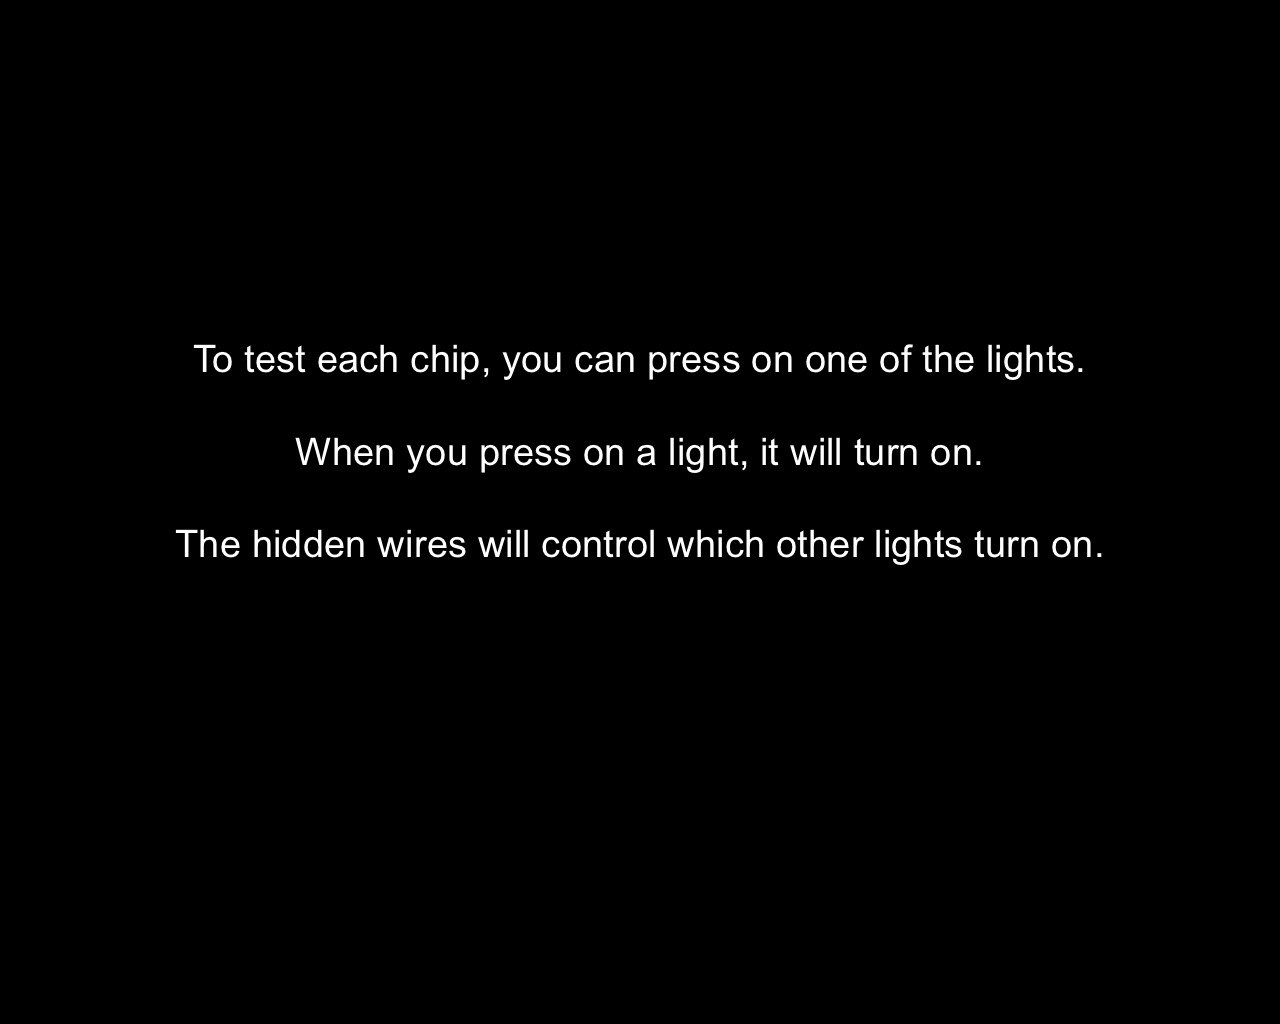 To test each chip, you can press on one of the lights.
When you press on a light, it will turn on.
The hidden wires will control which other lights turn on.